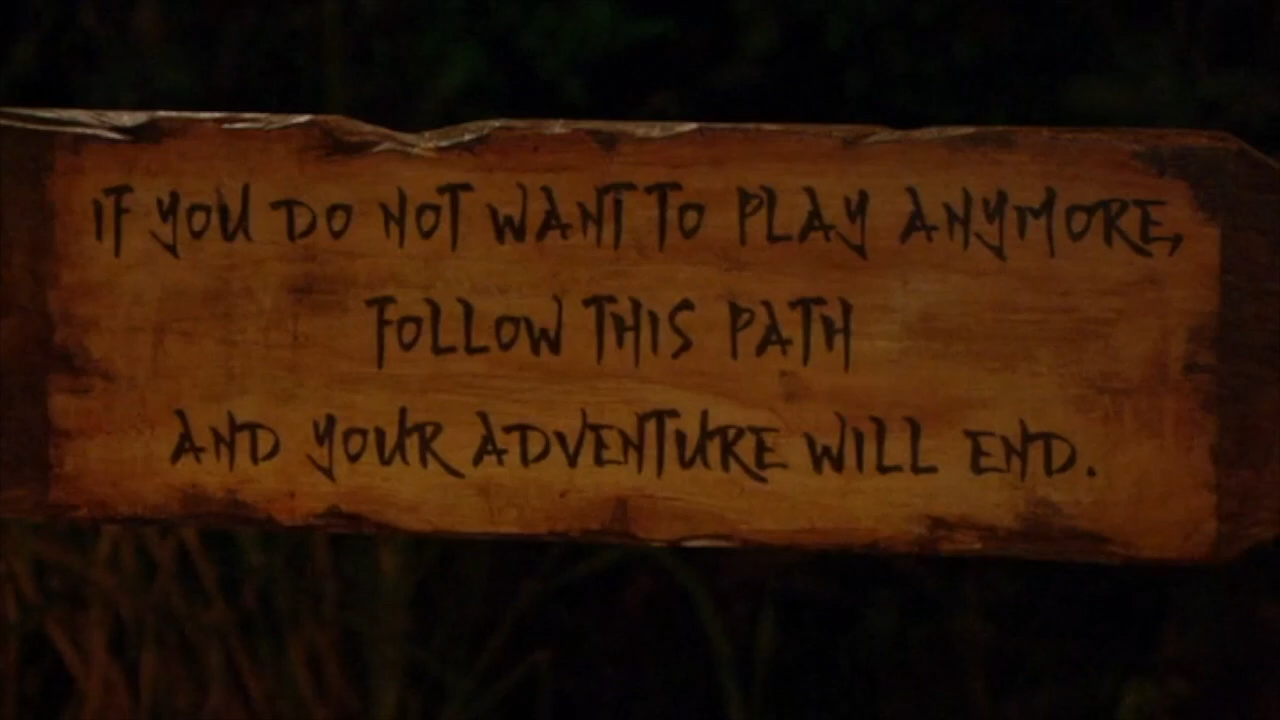 IF YOU DO NOT WANT TO PLAY ANYMORE,
FOLLOW THIS PATH
AND YOUR ADVENTURE WILL END.